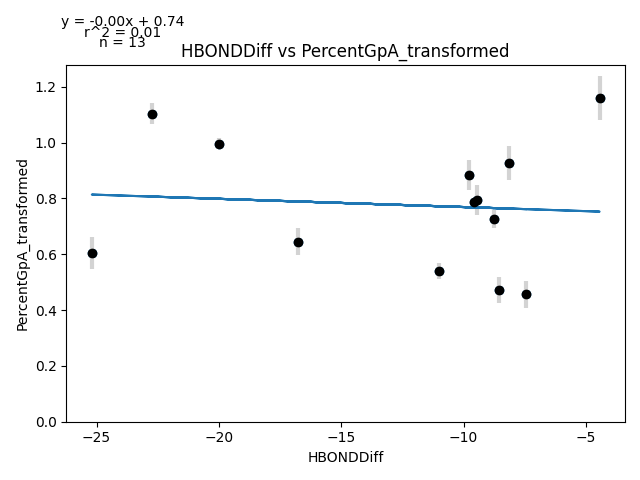 y = -0.00x + 0.74
r^2 = 0.01
n = 13
HBONDDiff vs PercentGpA_transformed
PercentGpA_transformed
1.2
1.0
0.8
0.6
0.4
0.2
0.0
−25
−20
−15
−10
−5
HBONDDiff